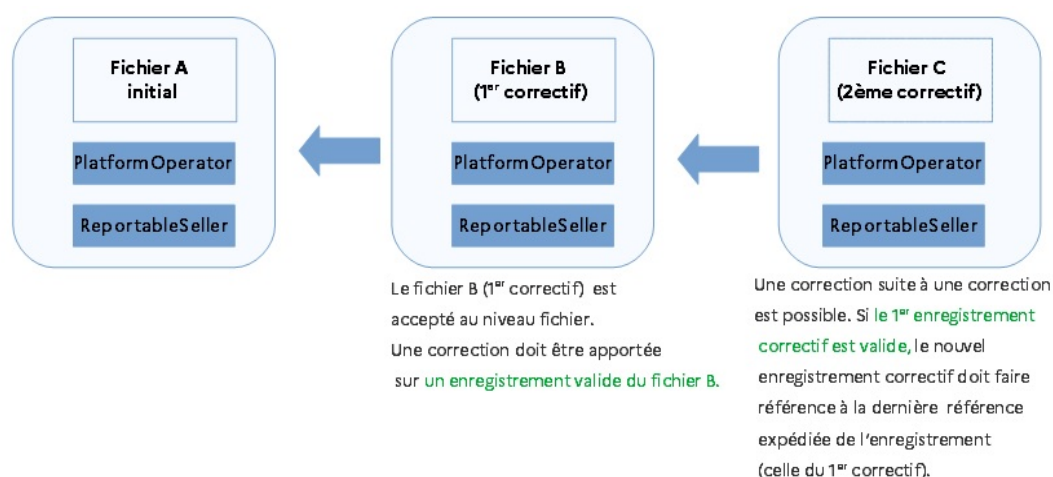 Fichier A
initial
PlatformOperator
ReportableSeller
Fichier B
(1er correctif)
PlatformOperator
ReportableSeller
Le fichier B (1er correctif) est
accepté au niveau fichier.
Une correction doit être apportée
sur un enregistrement valide du fichier B.
Fichier C
(2ème correctif)
PlatformOperator
ReportableSeller
Une correction suite à une correction
est possible. Si le 1er enregistrement
correctif est valide, le nouvel
enregistrement correctif doit faire
référence à la dernière référence
expédiée de l'enregistrement
(celle du 1er correctif).